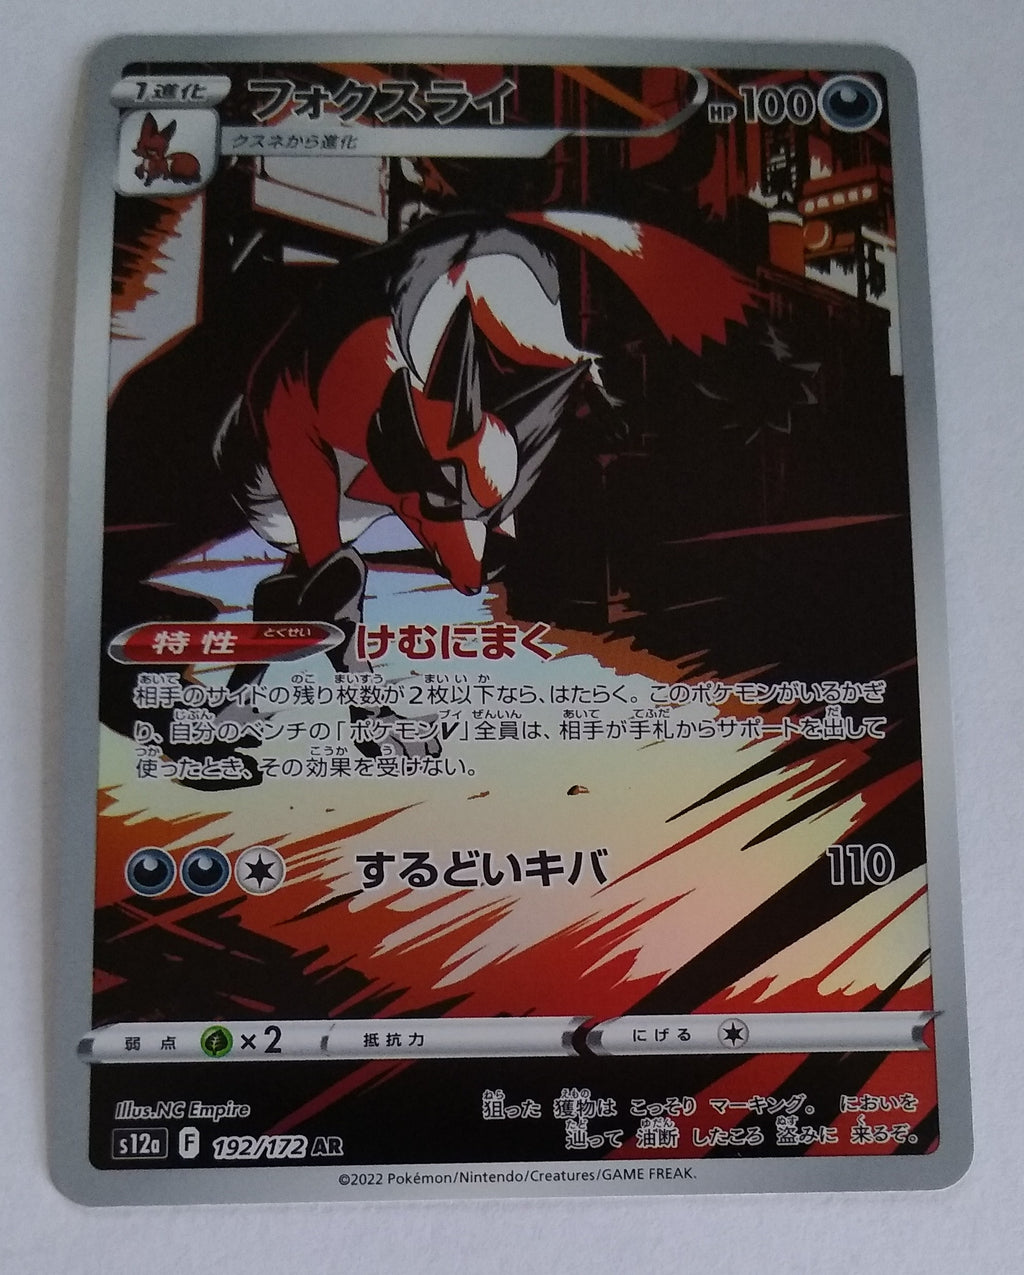 1進化 フォクスライ HP 100
クスネから進化
特性 とくせい けむにまく
相手のサイドの残り枚数が2枚以下なら、はたらく。このポケモンがいるかぎ
り、自分のベンチの「ポケモンV」全員は、相手が手札からサポートを出して
使ったとき、その効果を受けない。
するどいキバ 110
弱点 ×2 抵抗力 にげる
Illus.NC Empire
狙った 獲物は こっそり マーキング。 においを
辿って 油断 したころ 盗みに 来るぞ。
s12a F 192/172 AR
©2022 Pokémon/Nintendo/Creatures/GAME FREAK.